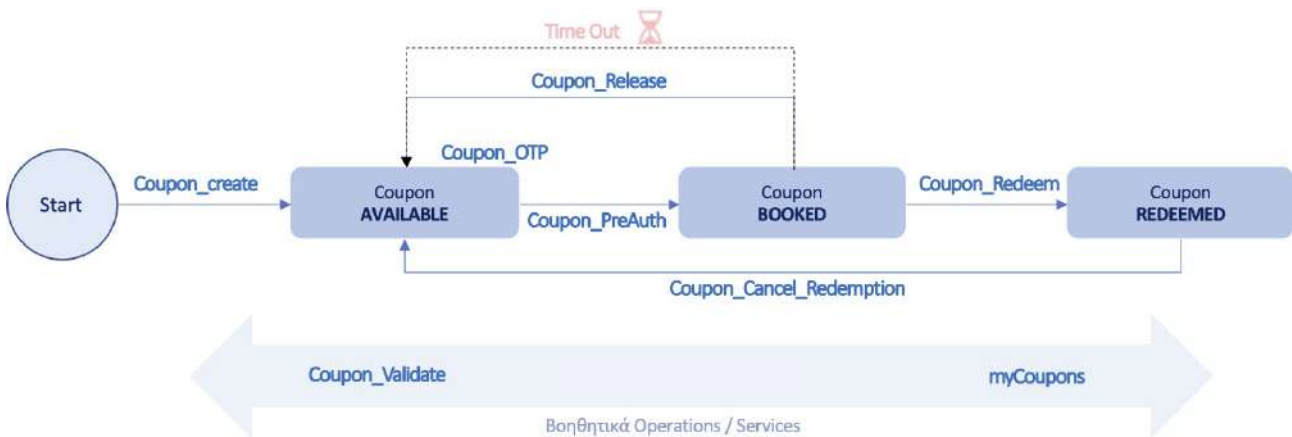 Time Out
Coupon_Release
Coupon_OTP
Coupon_create
Start
Coupon
AVAILABLE
Coupon_PreAuth
Coupon
BOOKED
Coupon_Redeem
Coupon
REDEEMED
Coupon_Cancel_Redemption
Coupon_Validate
myCoupons
Βοηθητικά Operations / Services